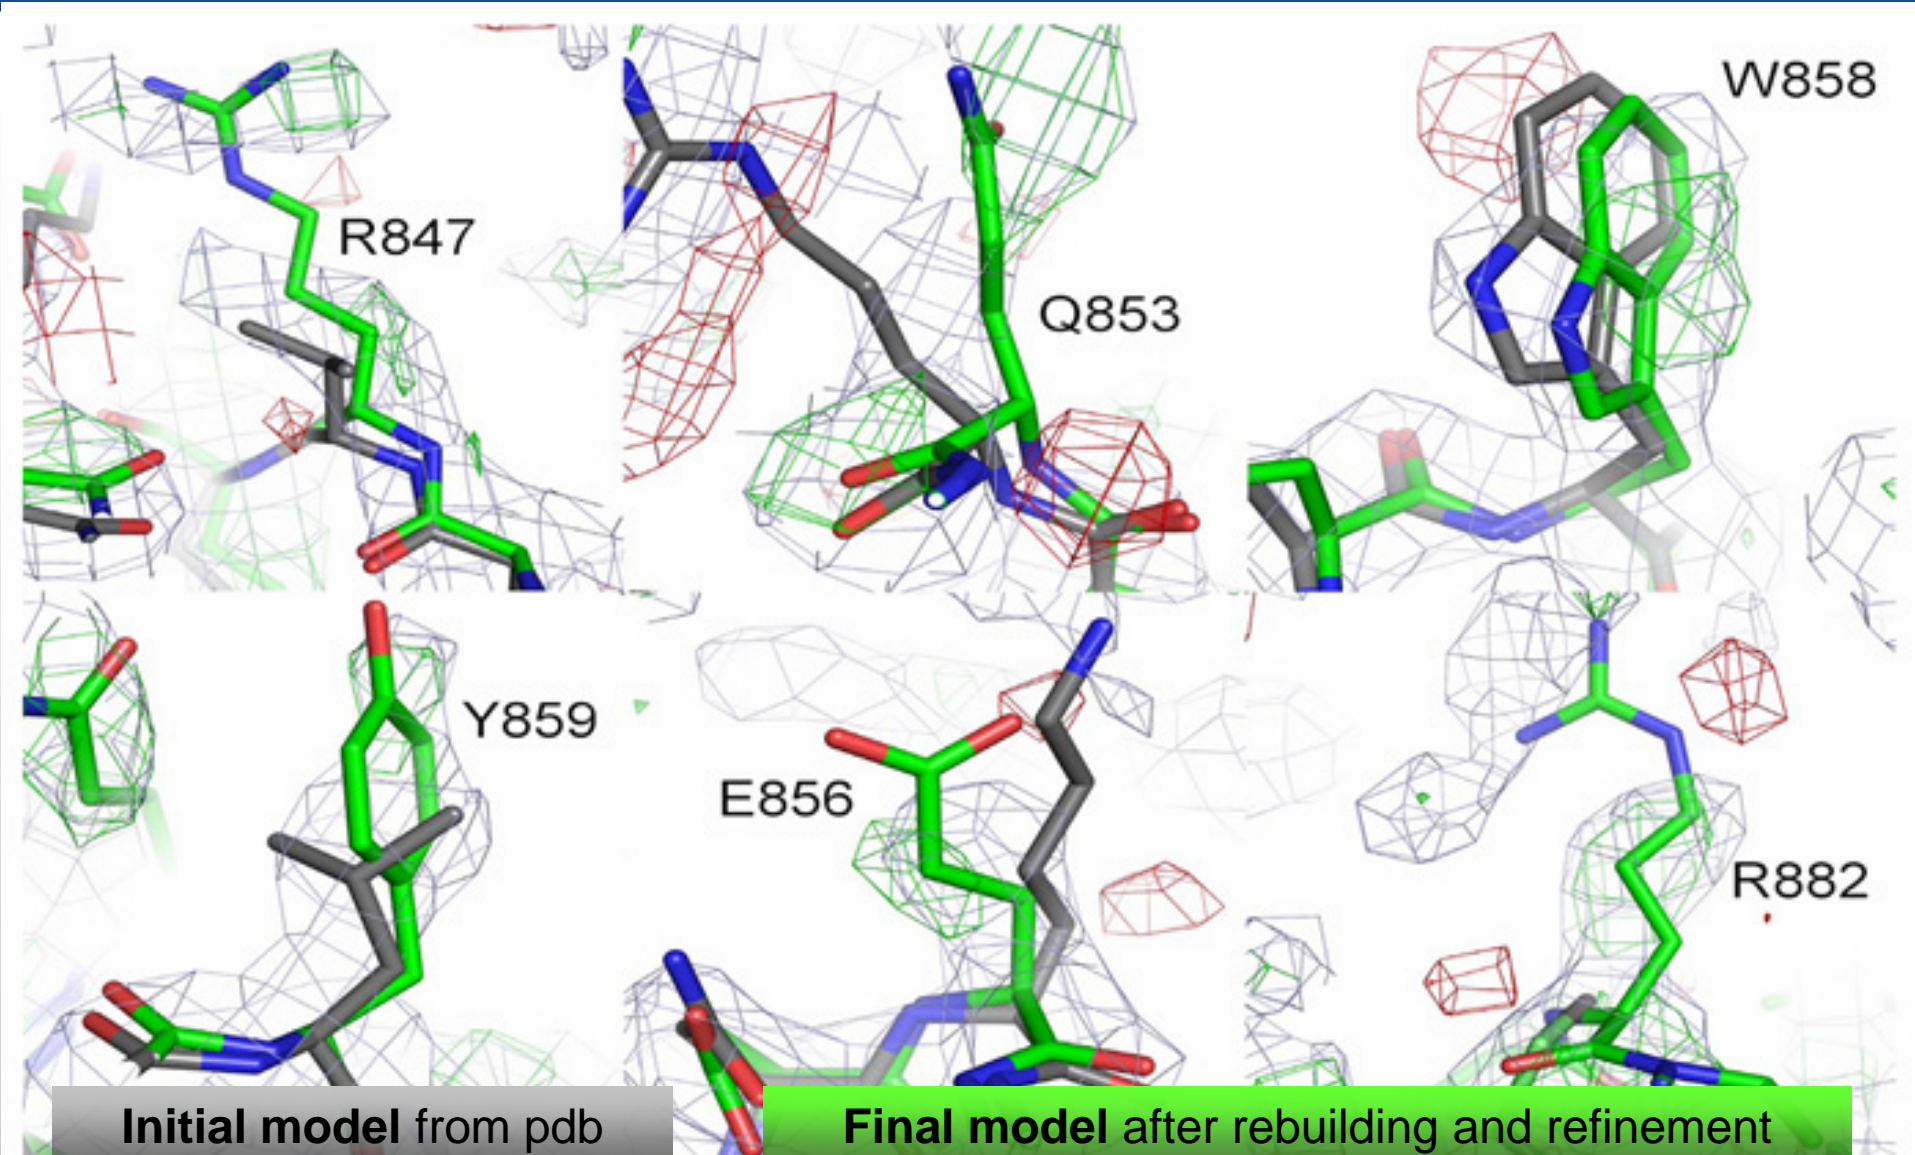 R847
Q853
W858
Y859
E856
R882
Initial model from pdb
Final model after rebuilding and refinement